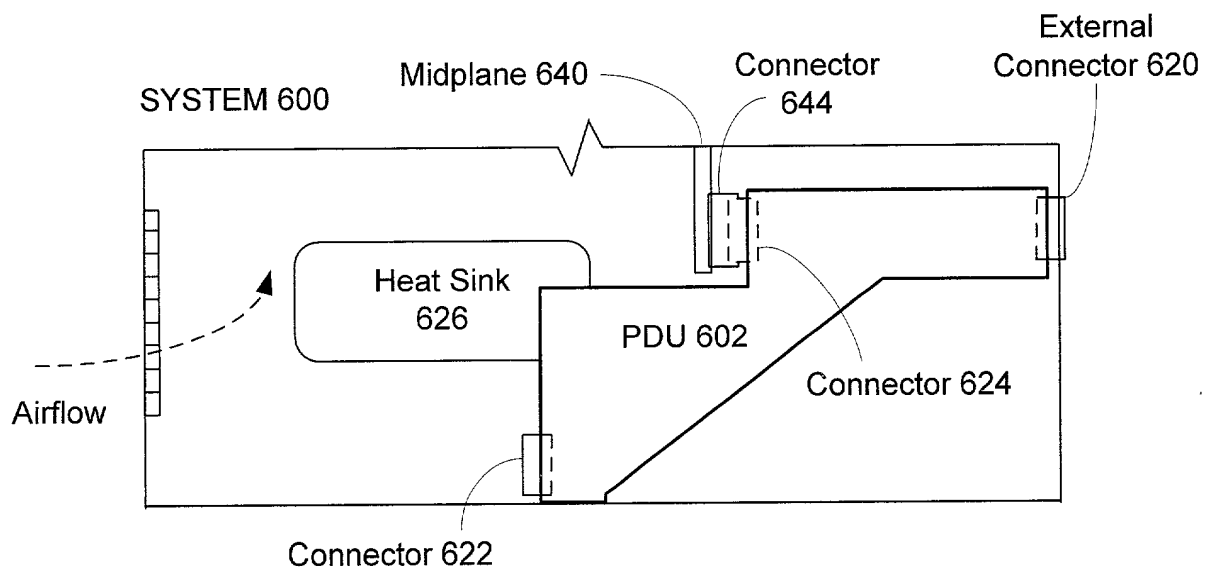 External
Connector 620
Midplane 640
Connector
644
SYSTEM 600
Heat Sink
626
PDU 602
Connector 624
Airflow
Connector 622